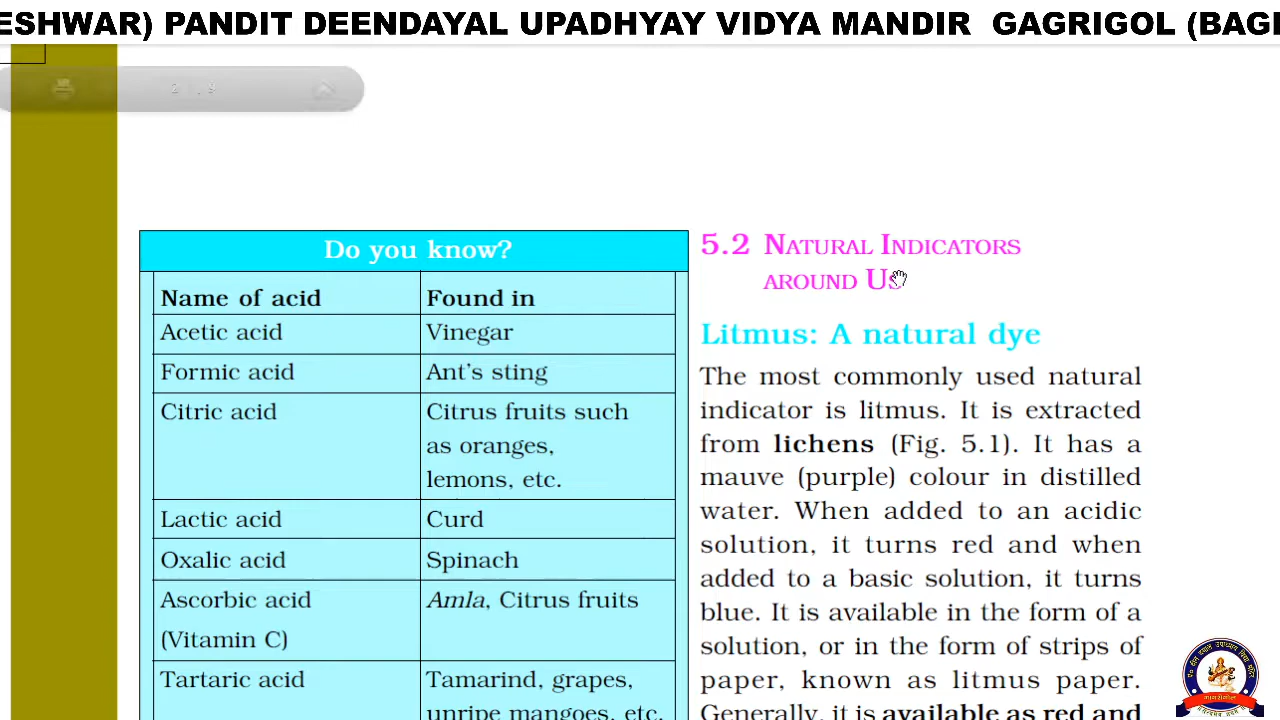 ESHWAR) PANDIT DEENDAYAL UPADHYAY VIDYA MANDIR GAGRIGOL (BAGE
2 / 9
Do you know?
Name of acid Found in
Acetic acid Vinegar
Formic acid Ant's sting
Citric acid Citrus fruits such
as oranges,
lemons, etc.
Lactic acid Curd
Oxalic acid Spinach
Ascorbic acid Amla, Citrus fruits
(Vitamin C)
Tartaric acid Tamarind, grapes,
unripe mangoes, etc.
5.2 NATURAL INDICATORS
AROUND US
Litmus: A natural dye
The most commonly used natural
indicator is litmus. It is extracted
from lichens (Fig. 5.1). It has a
mauve (purple) colour in distilled
water. When added to an acidic
solution, it turns red and when
added to a basic solution, it turns
blue. It is available in the form of a
solution, or in the form of strips of
paper, known as litmus paper.
Generally, it is available as red and